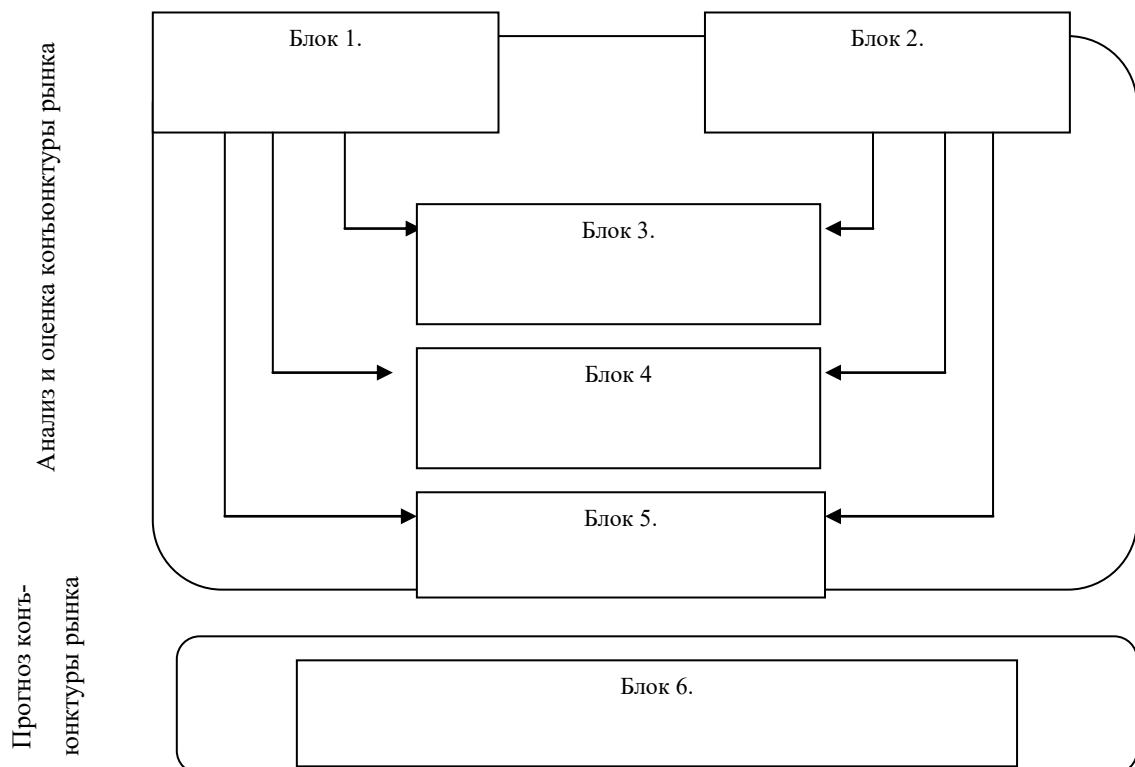 Блок 1.
Блок 2.
Анализ и оценка конъюнктуры рынка
Блок 3.
Блок 4
Блок 5.
Прогноз конъ-
юнктуры рынка
Блок 6.